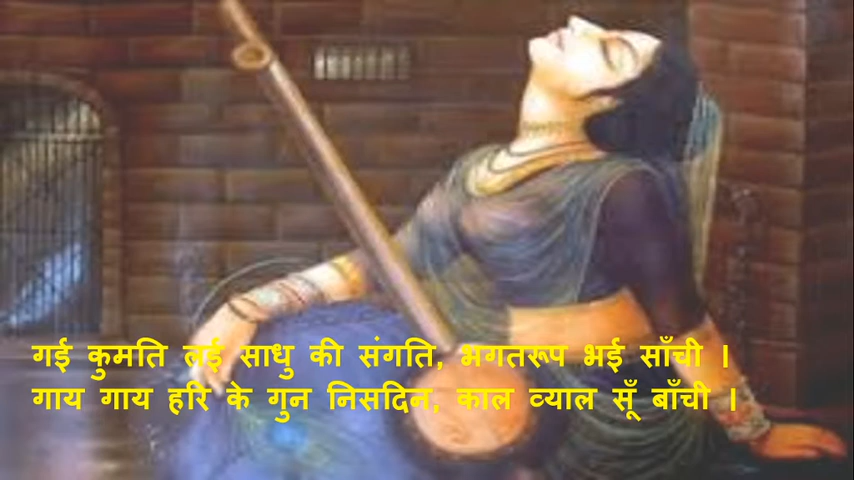 गई कुमति लई साधु की संगति, भगतरूप भई साँची ।
गाय गाय हरि के गुन निसदिन, काल व्याल सूँ बाँची ।